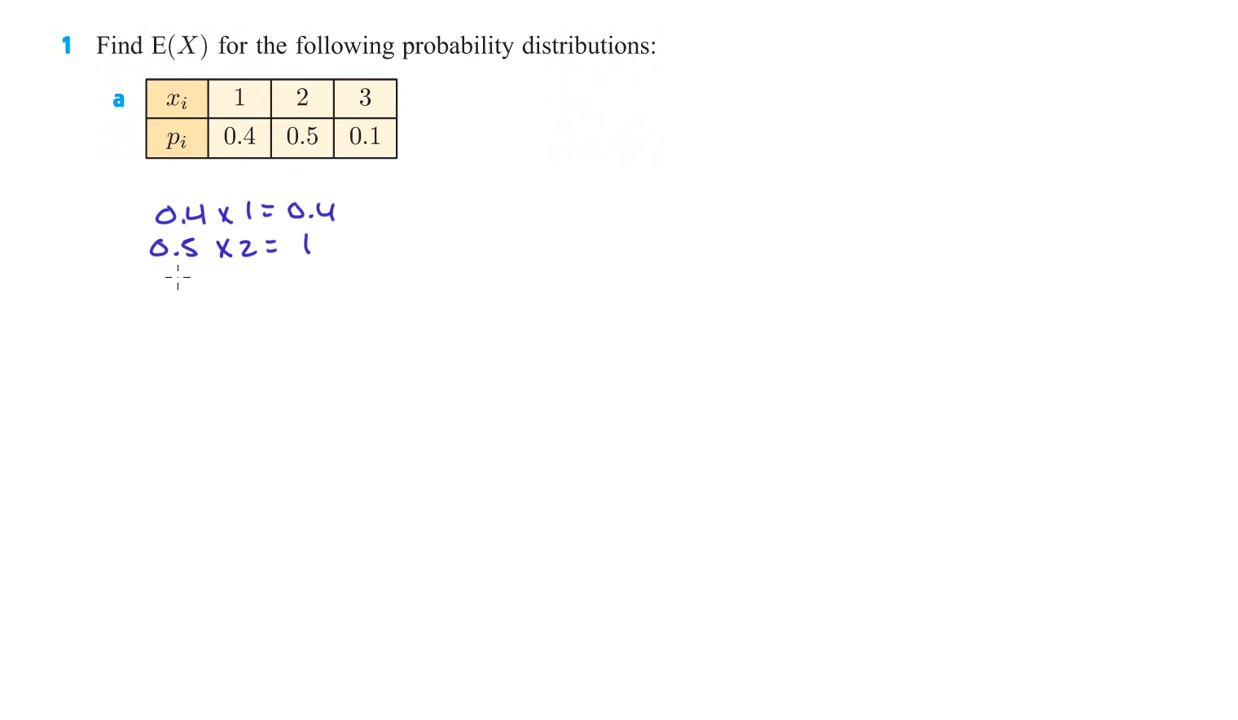 1 Find E(X) for the following probability distributions:
a xᵢ 1 2 3
pᵢ 0.4 0.5 0.1
0.4 × 1 = 0.4
0.5 × 2 = 1